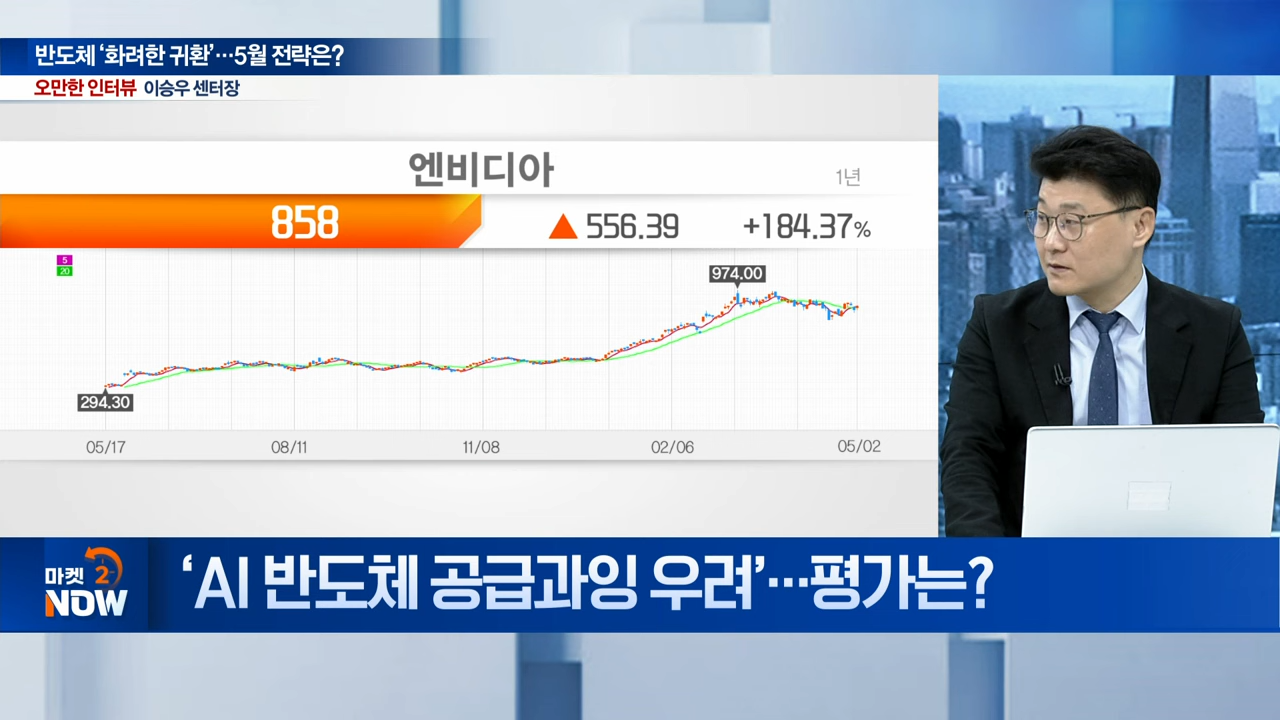 반도체 ‘화려한 귀환’…5월 전략은?
오만한 인터뷰 이승우 센터장
엔비디아
1년
858
▲ 556.39
+184.37%
5
20
974.00
294.30
05/17
08/11
11/08
02/06
05/02
마켓 2
NOW
‘AI 반도체 공급과잉 우려’…평가는?